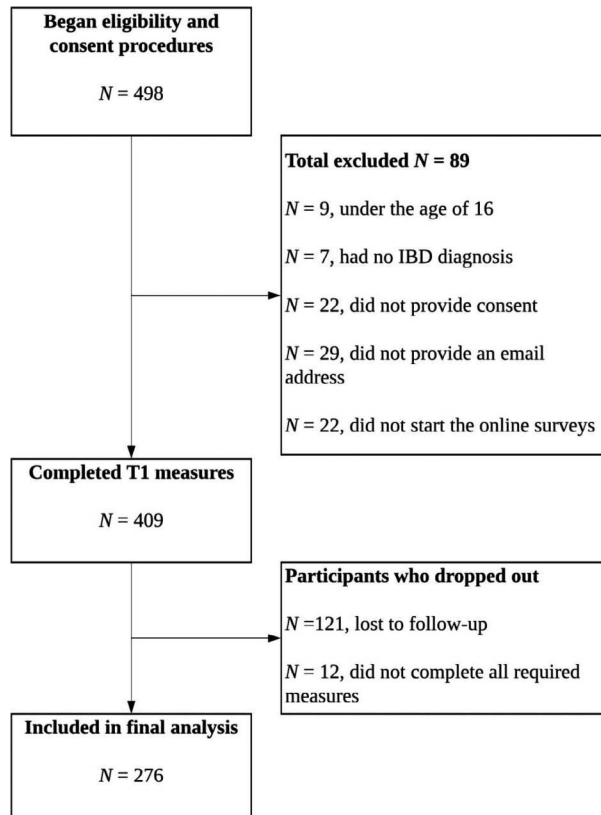 Began eligibility and
consent procedures
N = 498
Total excluded N = 89
N = 9, under the age of 16
N = 7, had no IBD diagnosis
N = 22, did not provide consent
N = 29, did not provide an email
address
N = 22, did not start the online surveys
Completed T1 measures
N = 409
Participants who dropped out
N =121, lost to follow-up
N = 12, did not complete all required
measures
Included in final analysis
N = 276